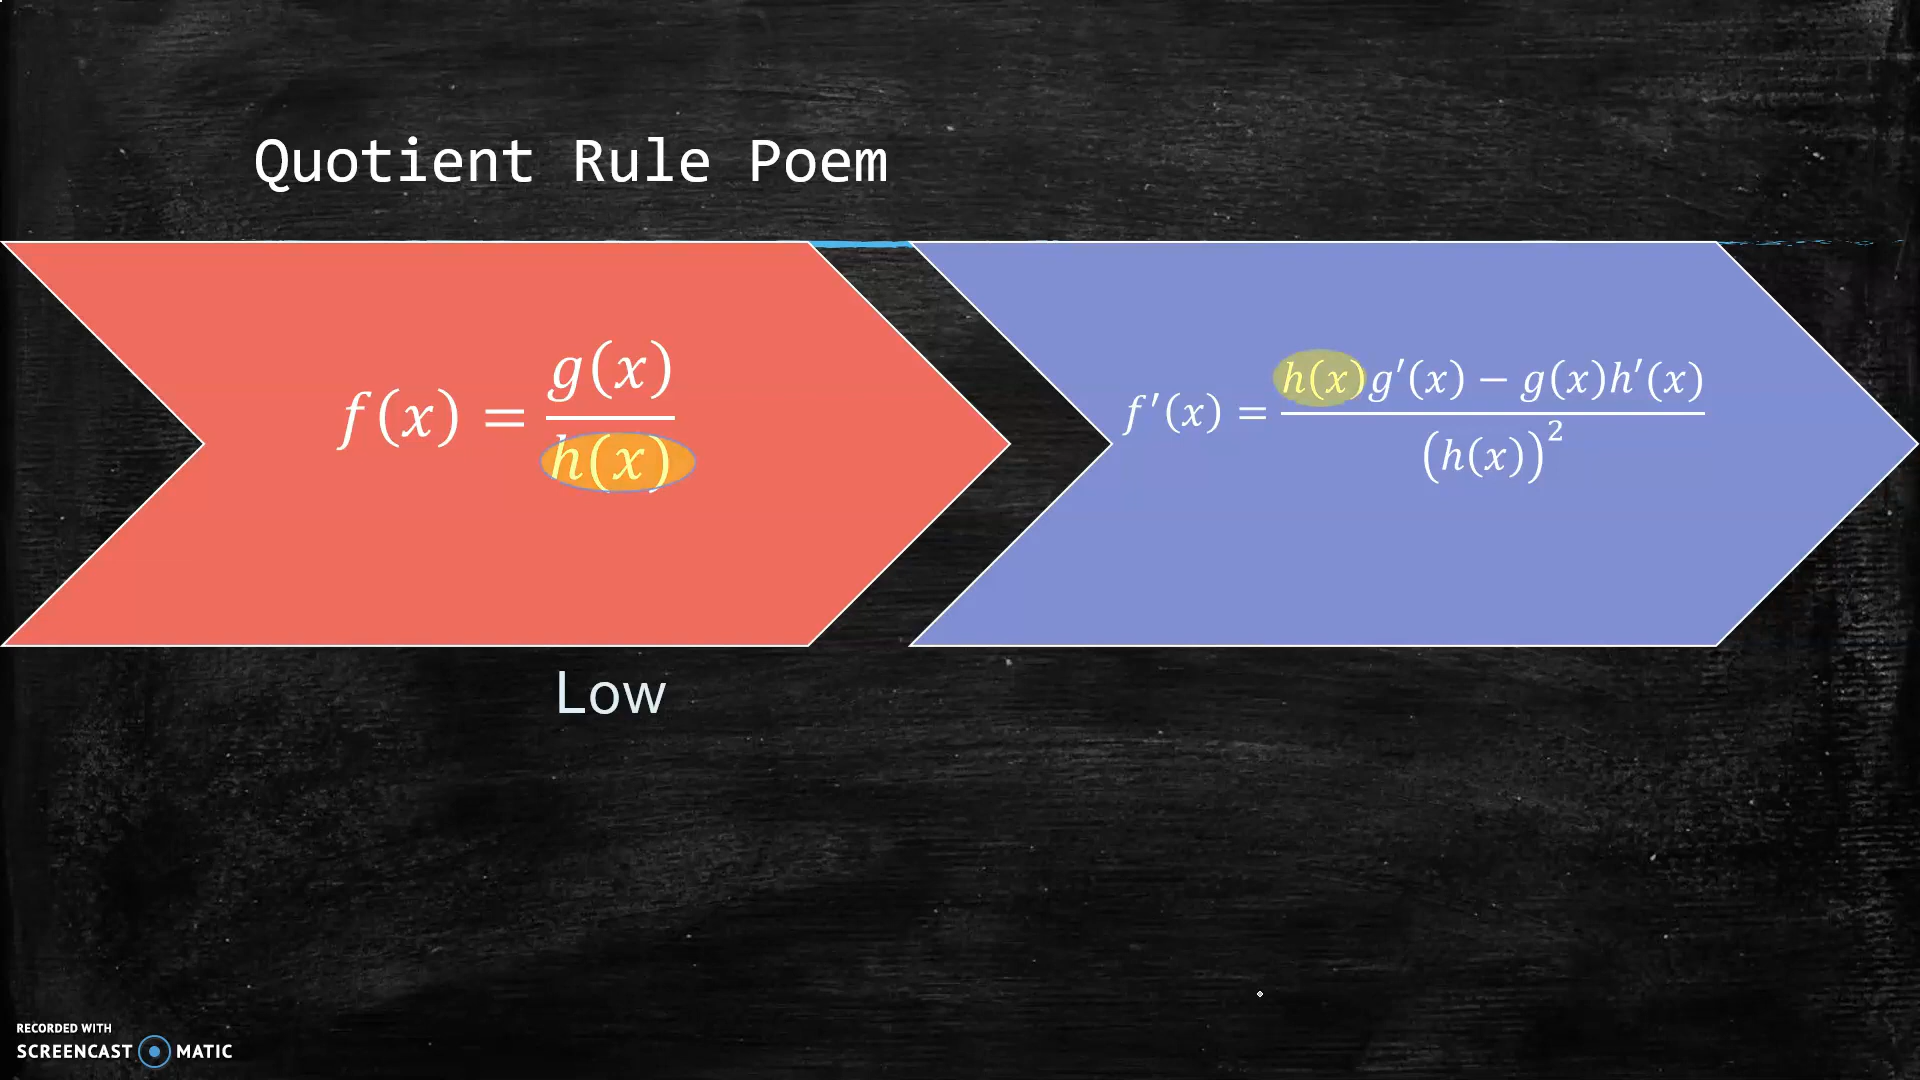 Quotient Rule Poem
f(x) = g(x)/h(x)
f′(x) = (h(x)g′(x) − g(x)h′(x))/(h(x))²
Low
RECORDED WITH
SCREENCAST MATIC